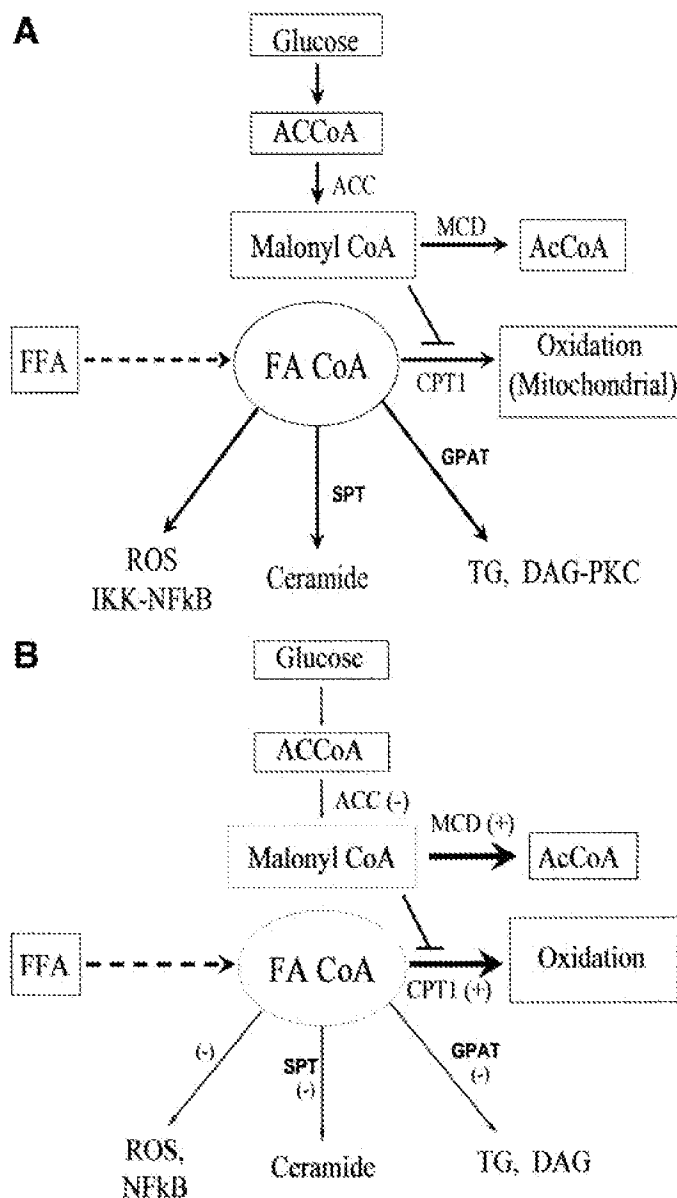 A
Glucose
ACCoA
ACC
Malonyl CoA
MCD
AcCoA
FFA
FA CoA
CPT1
Oxidation
(Mitochondrial)
SPT
GPAT
ROS
IKK-NFkB
Ceramide
TG, DAG-PKC
B
Glucose
ACCoA
ACC (-)
Malonyl CoA
MCD (+)
AcCoA
FFA
FA CoA
CPT1 (+)
Oxidation
(-)
SPT
(-)
GPAT
(-)
ROS,
NFkB
Ceramide
TG, DAG